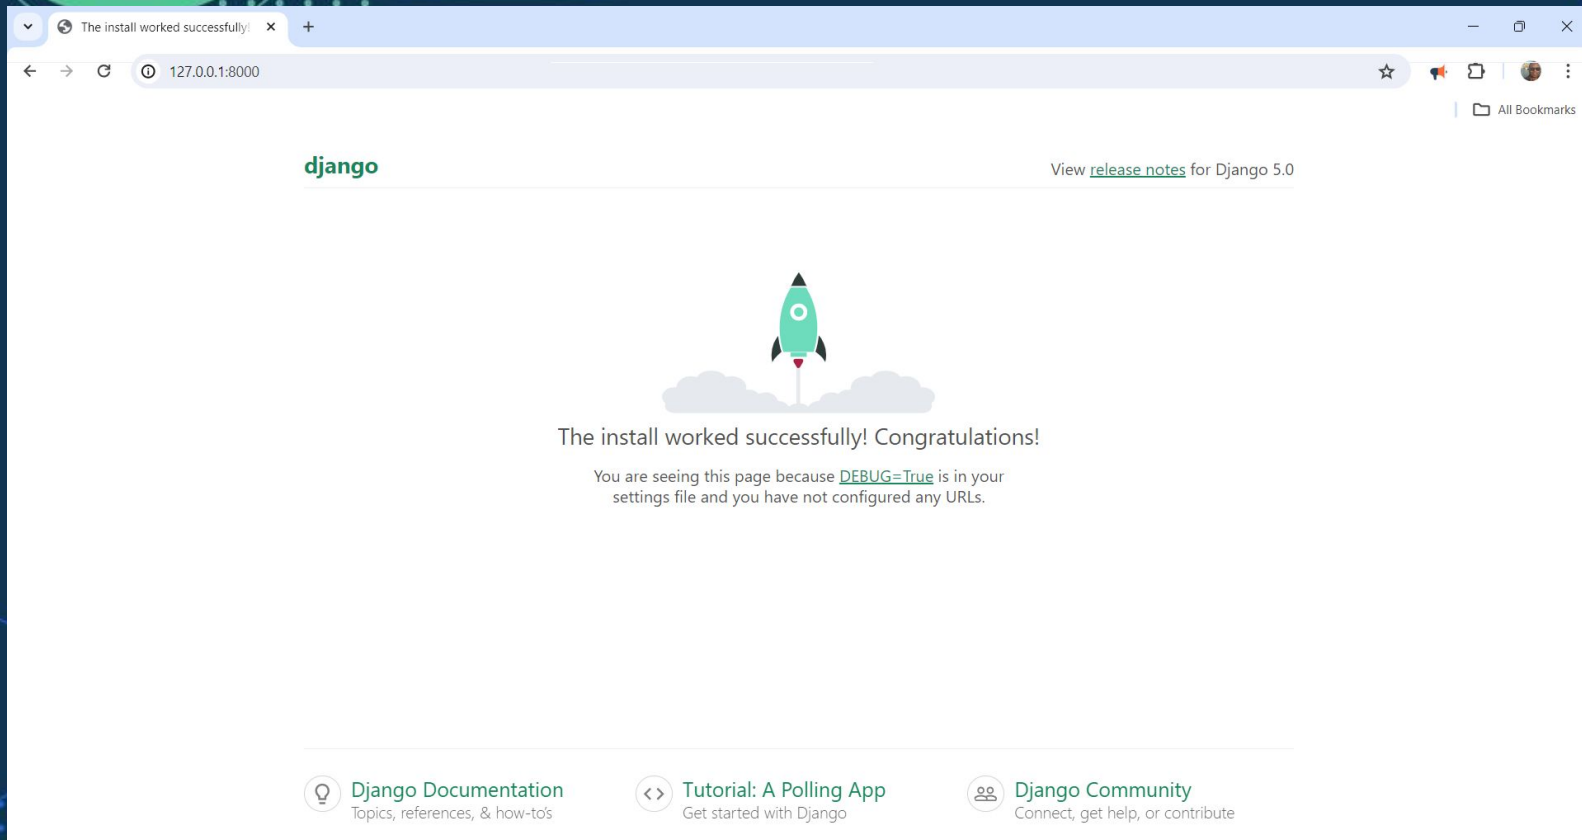 The install worked successfully!
127.0.0.1:8000
All Bookmarks
django
View release notes for Django 5.0
The install worked successfully! Congratulations!
You are seeing this page because DEBUG=True is in your
settings file and you have not configured any URLs.
Django Documentation
Topics, references, & how-to's
Tutorial: A Polling App
Get started with Django
Django Community
Connect, get help, or contribute